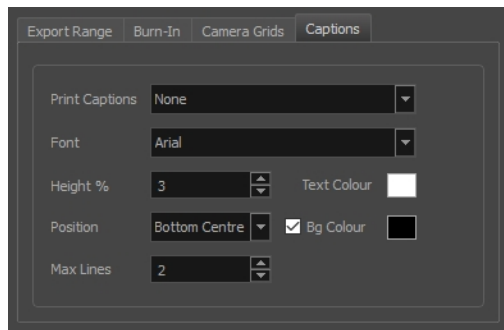 Export Range Burn-In Camera Grids Captions
Print Captions None
Font Arial
Height % 3 Text Colour
Position Bottom Centre Bg Colour
Max Lines 2